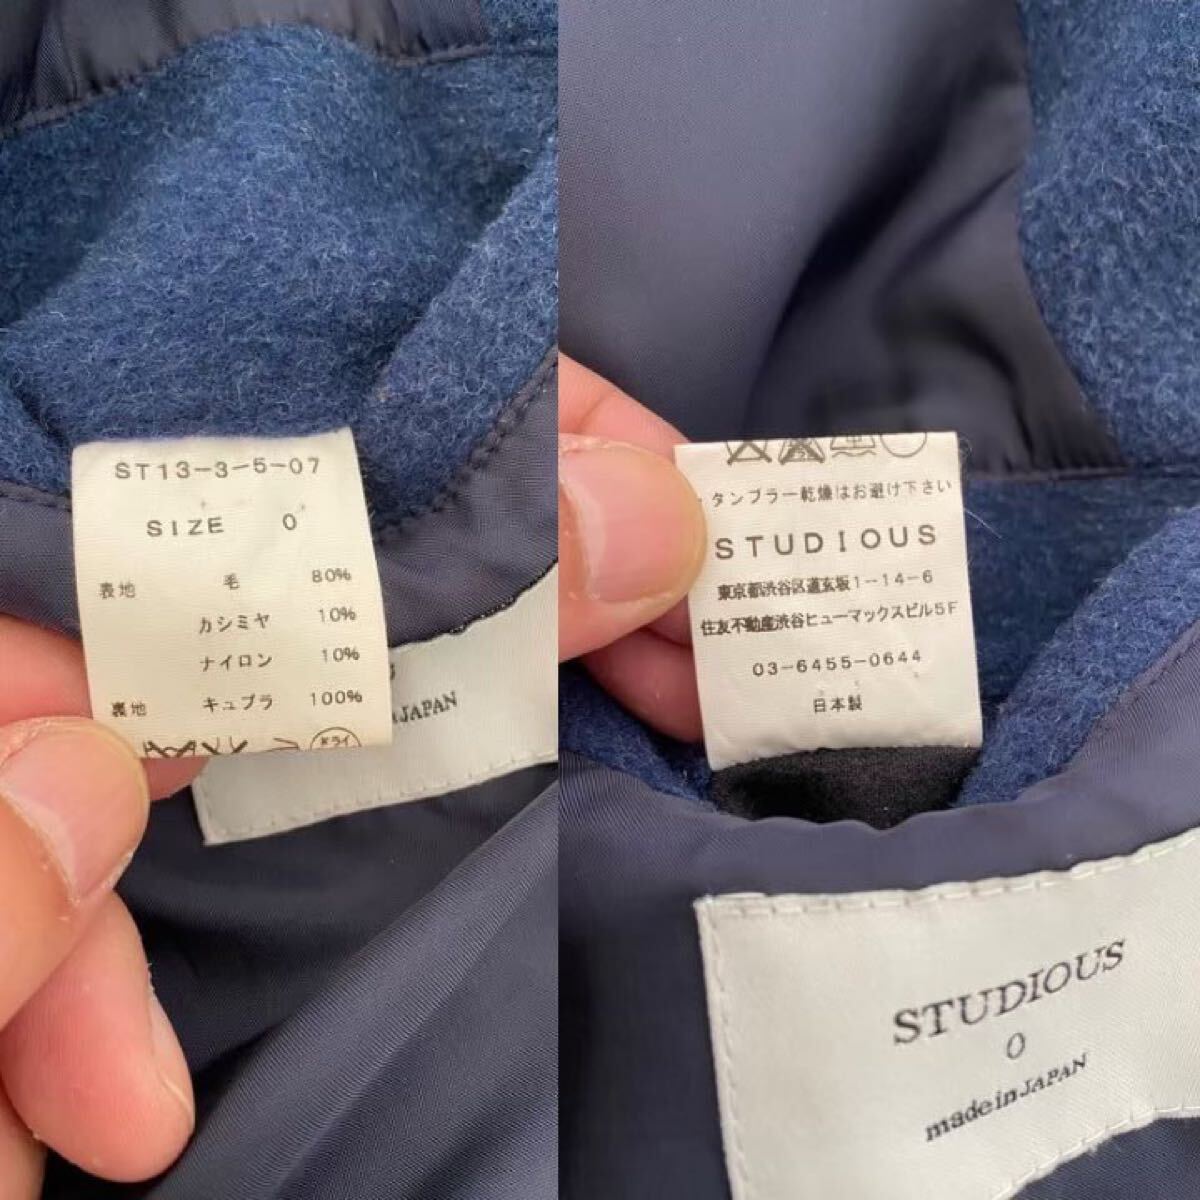 ST13-3-5-07
SIZE 0
表地 毛 80%
カシミヤ 10%
ナイロン 10%
裏地 キュプラ 100%
ドライ
JAPAN
タンブラー乾燥はお避け下さい
STUDIOUS
東京都渋谷区道玄坂1-14-6
住友不動産渋谷ヒューマックスビル5F
03-6455-0644
日本製
STUDIOUS
0
made in JAPAN